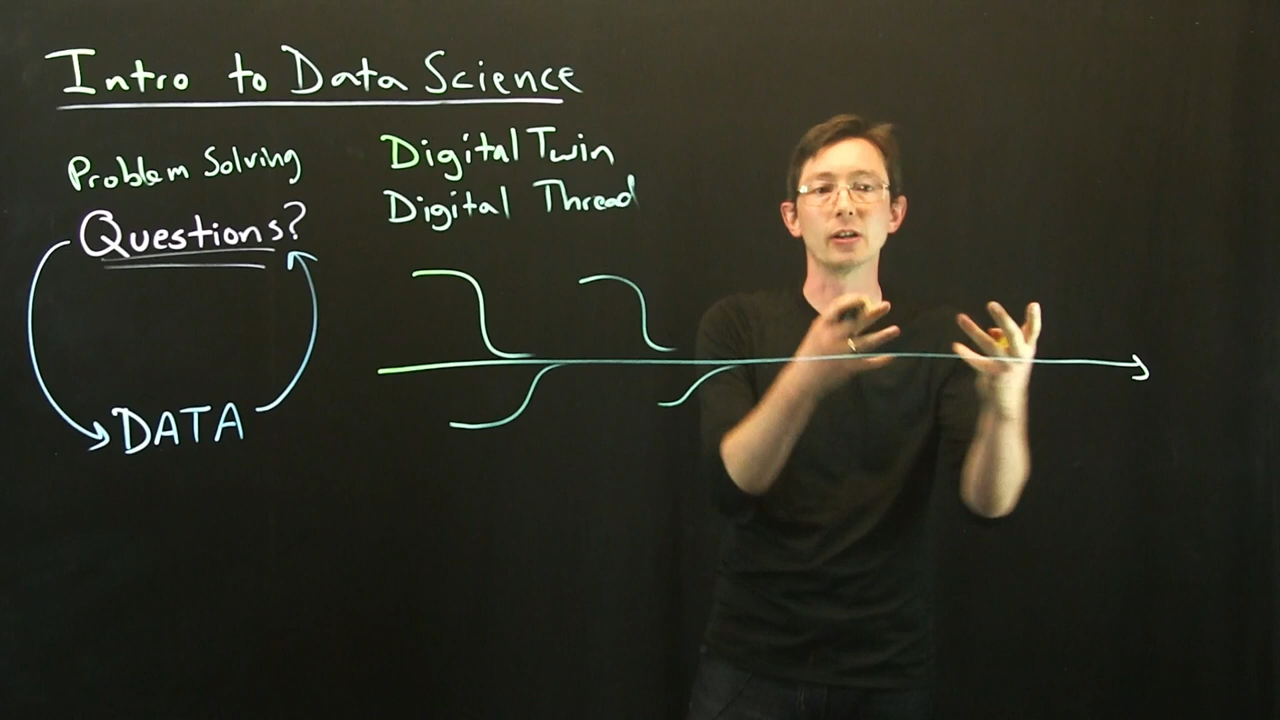 Intro to Data Science
Problem Solving
Questions?
DATA
Digital Twin
Digital Thread